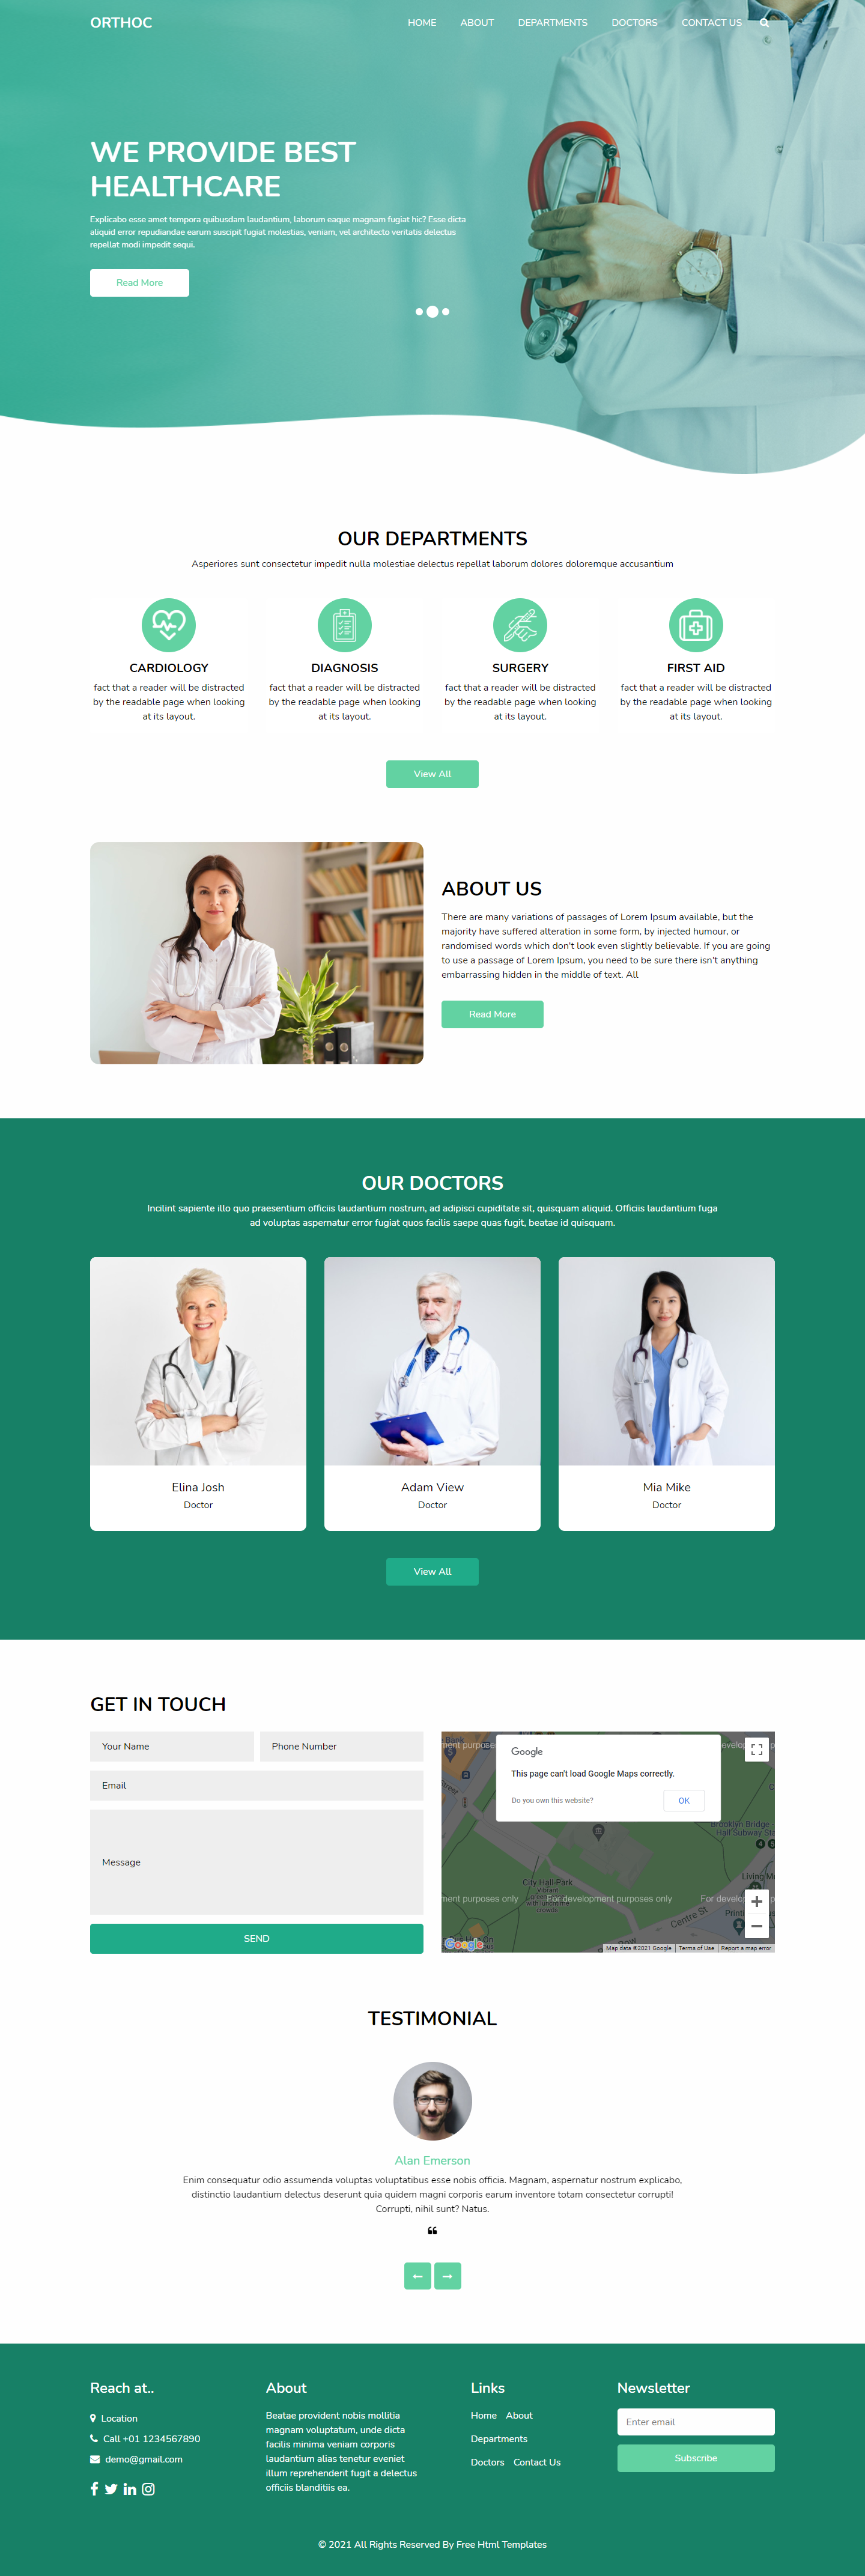 ORTHOC
HOME ABOUT DEPARTMENTS DOCTORS CONTACT US
WE PROVIDE BEST
HEALTHCARE
Explicabo esse amet tempora quibusdam laudantium, laborum eaque magnam fugiat hic? Esse dicta
aliquid error repudiandae earum suscipit fugiat molestias, veniam, vel architecto veritatis delectus
repellat modi impedit sequi.
Read More
OUR DEPARTMENTS
Asperiores sunt consectetur impedit nulla molestiae delectus repellat laborum dolores doloremque accusantium
CARDIOLOGY
fact that a reader will be distracted
by the readable page when looking
at its layout.
DIAGNOSIS
fact that a reader will be distracted
by the readable page when looking
at its layout.
SURGERY
fact that a reader will be distracted
by the readable page when looking
at its layout.
FIRST AID
fact that a reader will be distracted
by the readable page when looking
at its layout.
View All
ABOUT US
There are many variations of passages of Lorem Ipsum available, but the
majority have suffered alteration in some form, by injected humour, or
randomised words which don't look even slightly believable. If you are going
to use a passage of Lorem Ipsum, you need to be sure there isn't anything
embarrassing hidden in the middle of text. All
Read More
OUR DOCTORS
Incilint sapiente illo quo praesentium officiis laudantium nostrum, ad adipisci cupiditate sit, quisquam aliquid. Officiis laudantium fuga
ad voluptas aspernatur error fugiat quos facilis saepe quas fugit, beatae id quisquam.
Elina Josh
Doctor
Adam View
Doctor
Mia Mike
Doctor
View All
GET IN TOUCH
Your Name
Phone Number
Email
Message
SEND
Google
This page can't load Google Maps correctly.
Do you own this website?
OK
City Hall Park
Vibrant
green
with
crowds
Brooklyn Bridge
Hall Subway
Centre St
ment purposes only
For development purposes only
For deve
Google
Map data ©2021 Google
Terms of Use
Report a map error
TESTIMONIAL
Alan Emerson
Enim consequatur odio assumenda voluptas voluptatibus esse nobis officia. Magnam, aspernatur nostrum explicabo,
distinctio laudantium delectus deserunt quia quidem magni corporis earum inventore totam consectetur corrupti!
Corrupti, nihil sunt? Natus.
Reach at..
Location
Call +01 1234567890
demo@gmail.com
About
Beatae provident nobis mollitia
magnam voluptatum, unde dicta
facilis minima veniam corporis
laudantium alias tenetur eveniet
illum reprehenderit fugit a delectus
officiis blanditiis ea.
Links
Home About
Departments
Doctors Contact Us
Newsletter
Enter email
Subscribe
© 2021 All Rights Reserved By Free Html Templates